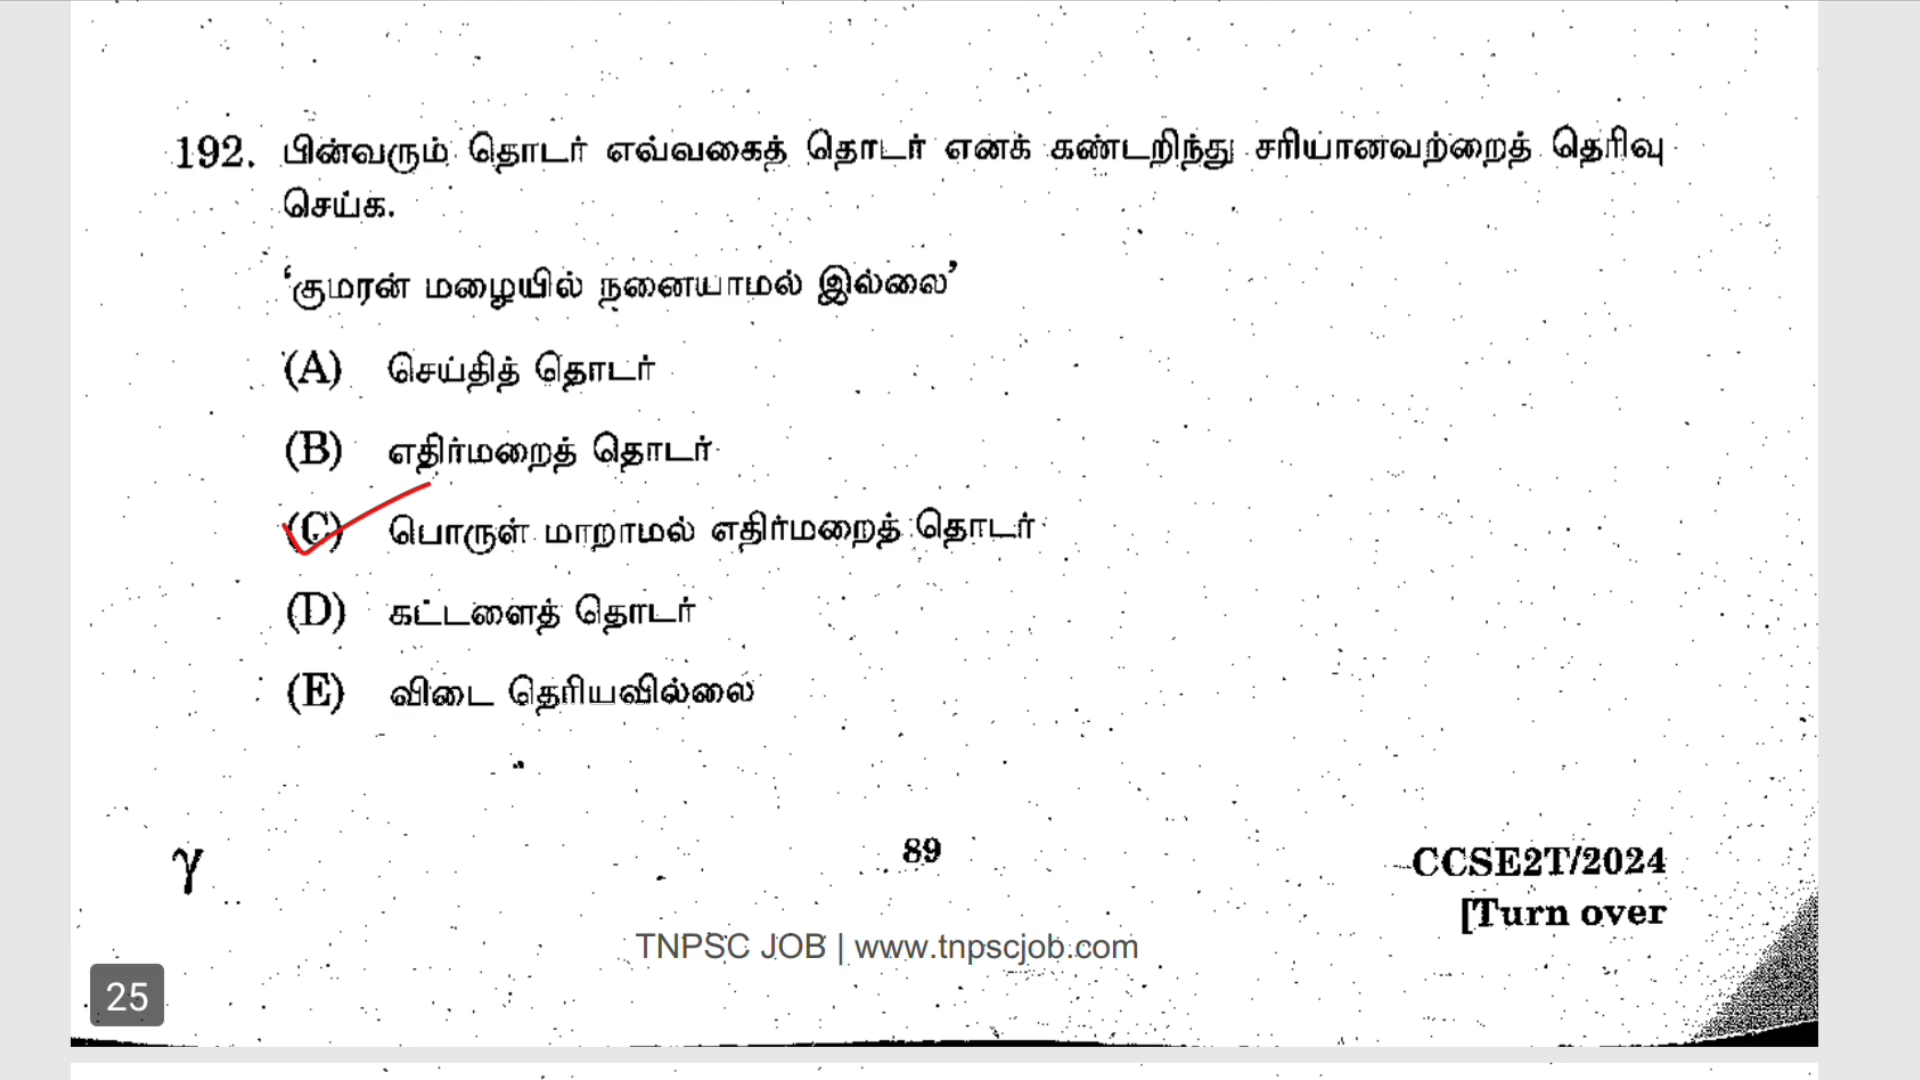 192. பின்வரும் தொடர் எவ்வகைத் தொடர் எனக் கண்டறிந்து சரியானவற்றைத் தெரிவு
செய்க.
‘குமரன் மழையில் நனையாமல் இல்லை’
(A) செய்தித் தொடர்
(B) எதிர்மறைத் தொடர்
(C) பொருள் மாறாமல் எதிர்மறைத் தொடர்
(D) கட்டளைத் தொடர்
(E) விடை தெரியவில்லை
γ 89 CCSE2T/2024
[Turn over
TNPSC JOB | www.tnpscjob.com
25